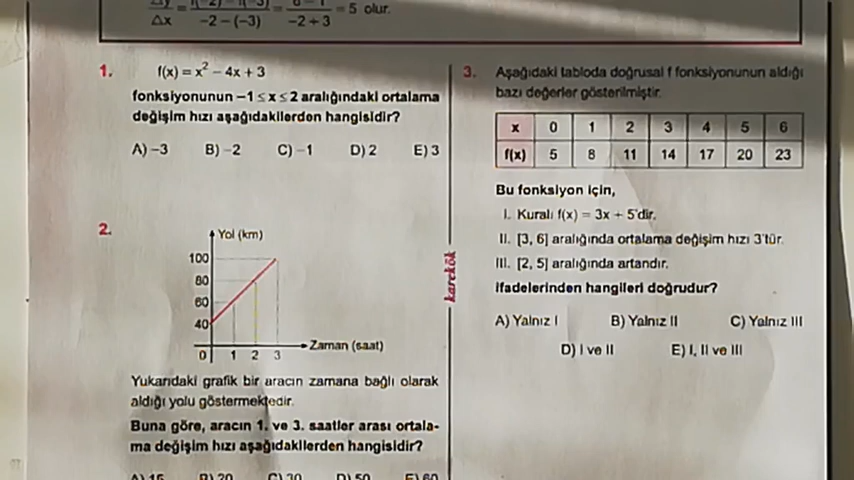 Δx = -2-(-3) = -2+3 = 5 olur.
1. f(x) = x² - 4x + 3
fonksiyonunun -1 ≤ x ≤ 2 aralığındaki ortalama
değişim hızı aşağıdakilerden hangisidir?
A) -3 B) -2 C) -1 D) 2 E) 3
2.
Yol (km)
100
80
60
40
0 1 2 3 Zaman (saat)
Yukarıdaki grafik bir aracın zamana bağlı olarak
aldığı yolu göstermektedir.
Buna göre, aracın 1. ve 3. saatler arası ortala-
ma değişim hızı aşağıdakilerden hangisidir?
A) 15 B) 20 C) 30 D) 50 E) 60
karekök
3. Aşağıdaki tabloda doğrusal f fonksiyonunun aldığı
bazı değerler gösterilmiştir.
x 0 1 2 3 4 5 6
f(x) 5 8 11 14 17 20 23
Bu fonksiyon için,
I. Kuralı f(x) = 3x + 5'dir.
II. [3, 6] aralığında ortalama değişim hızı 3'tür.
III. [2, 5] aralığında artandır.
ifadelerinden hangileri doğrudur?
A) Yalnız I B) Yalnız II C) Yalnız III
D) I ve II E) I, II ve III